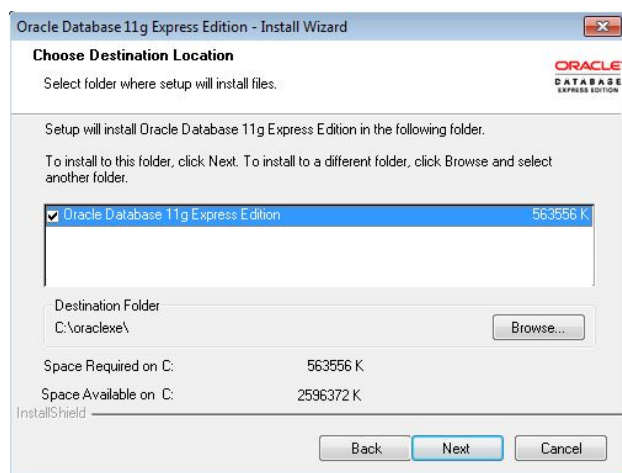 Oracle Database 11g Express Edition - Install Wizard
Choose Destination Location
Select folder where setup will install files.
ORACLE
DATABASE
EXPRESS EDITION
Setup will install Oracle Database 11g Express Edition in the following folder.
To install to this folder, click Next. To install to a different folder, click Browse and select
another folder.
Oracle Database 11g Express Edition 563556 K
Destination Folder
C:\oraclexe\ Browse...
Space Required on C: 563556 K
Space Available on C: 2596372 K
InstallShield
Back Next Cancel